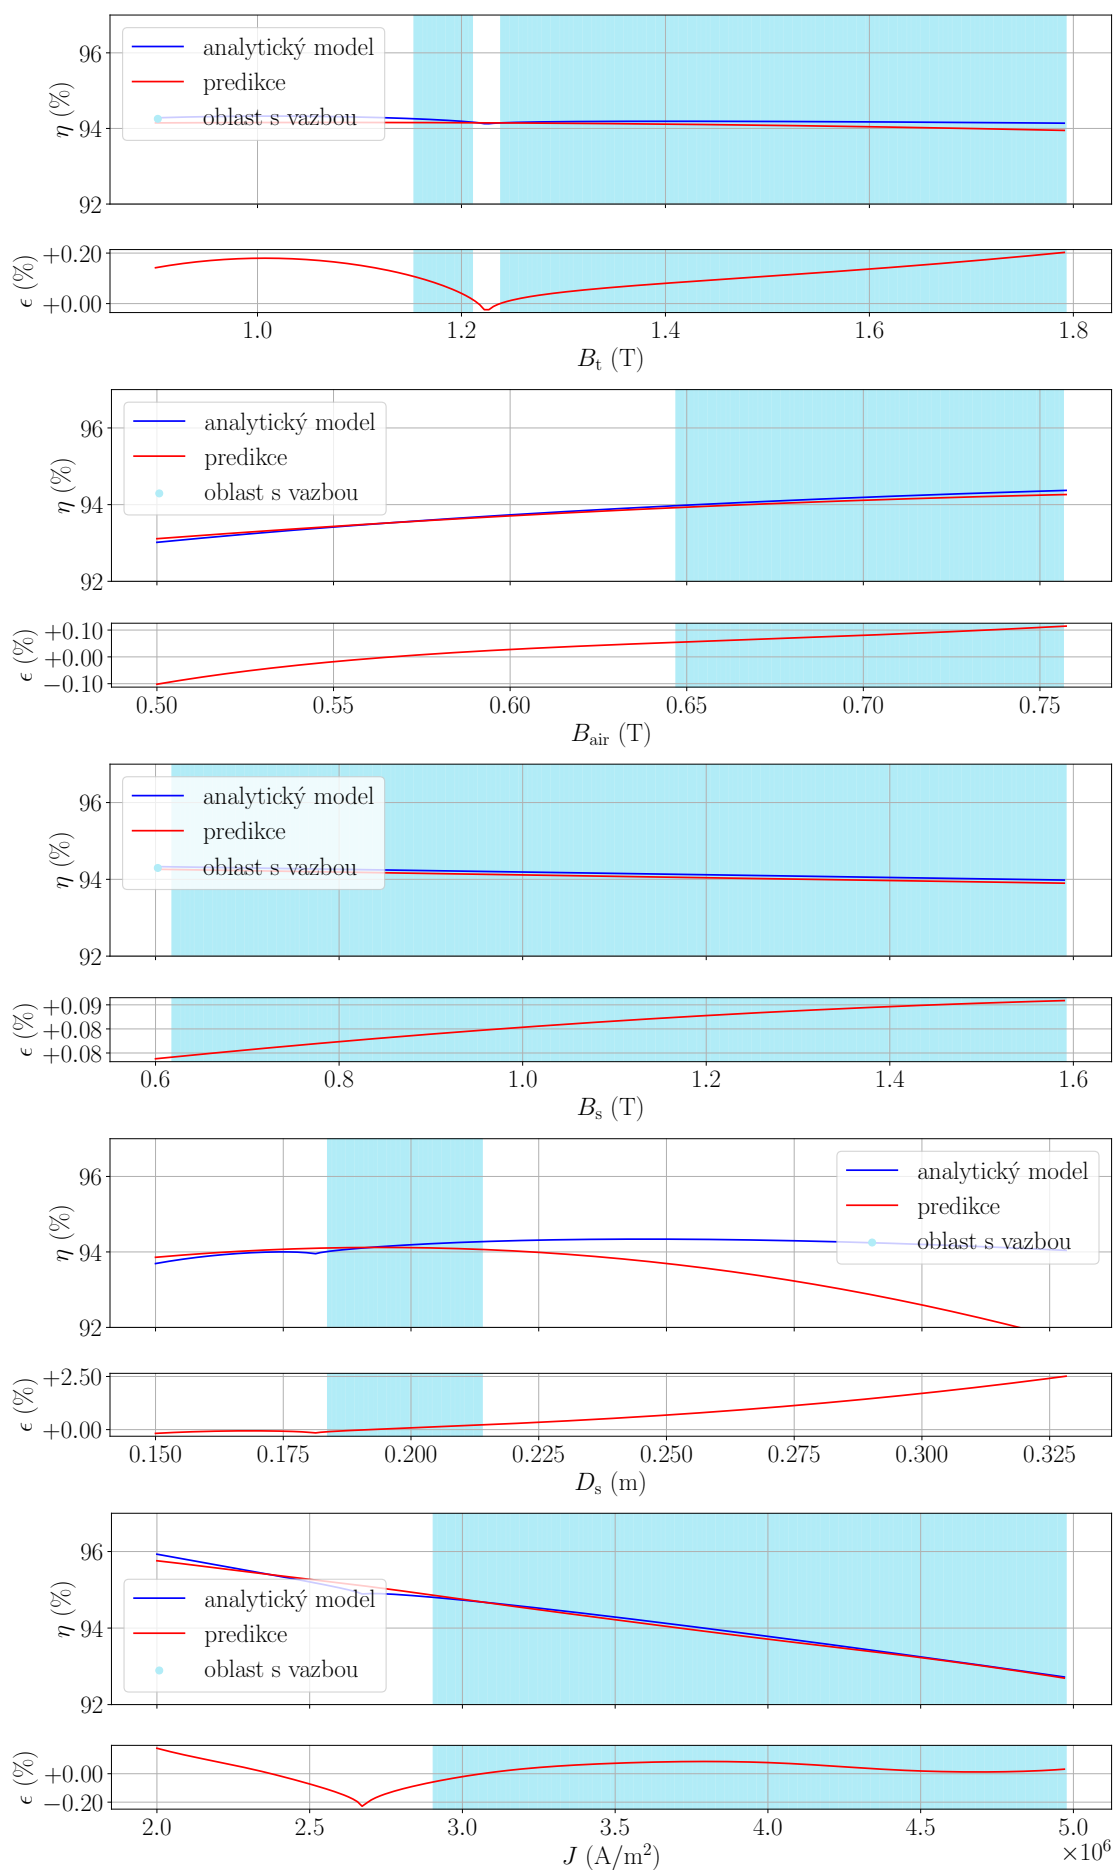 96
94
92
η (%)
analytický model
predikce
oblast s vazbou
+0.20
+0.00
ϵ (%)
1.0 1.2 1.4 1.6 1.8
B_t (T)
96
94
92
η (%)
analytický model
predikce
oblast s vazbou
+0.10
+0.00
−0.10
ϵ (%)
0.50 0.55 0.60 0.65 0.70 0.75
B_air (T)
96
94
92
η (%)
analytický model
predikce
oblast s vazbou
+0.09
+0.08
+0.08
ϵ (%)
0.6 0.8 1.0 1.2 1.4 1.6
B_s (T)
96
94
92
η (%)
analytický model
predikce
oblast s vazbou
+2.50
+0.00
ϵ (%)
0.150 0.175 0.200 0.225 0.250 0.275 0.300 0.325
D_s (m)
96
94
92
η (%)
analytický model
predikce
oblast s vazbou
+0.00
−0.20
ϵ (%)
2.0 2.5 3.0 3.5 4.0 4.5 5.0
J (A/m²)
×10⁶